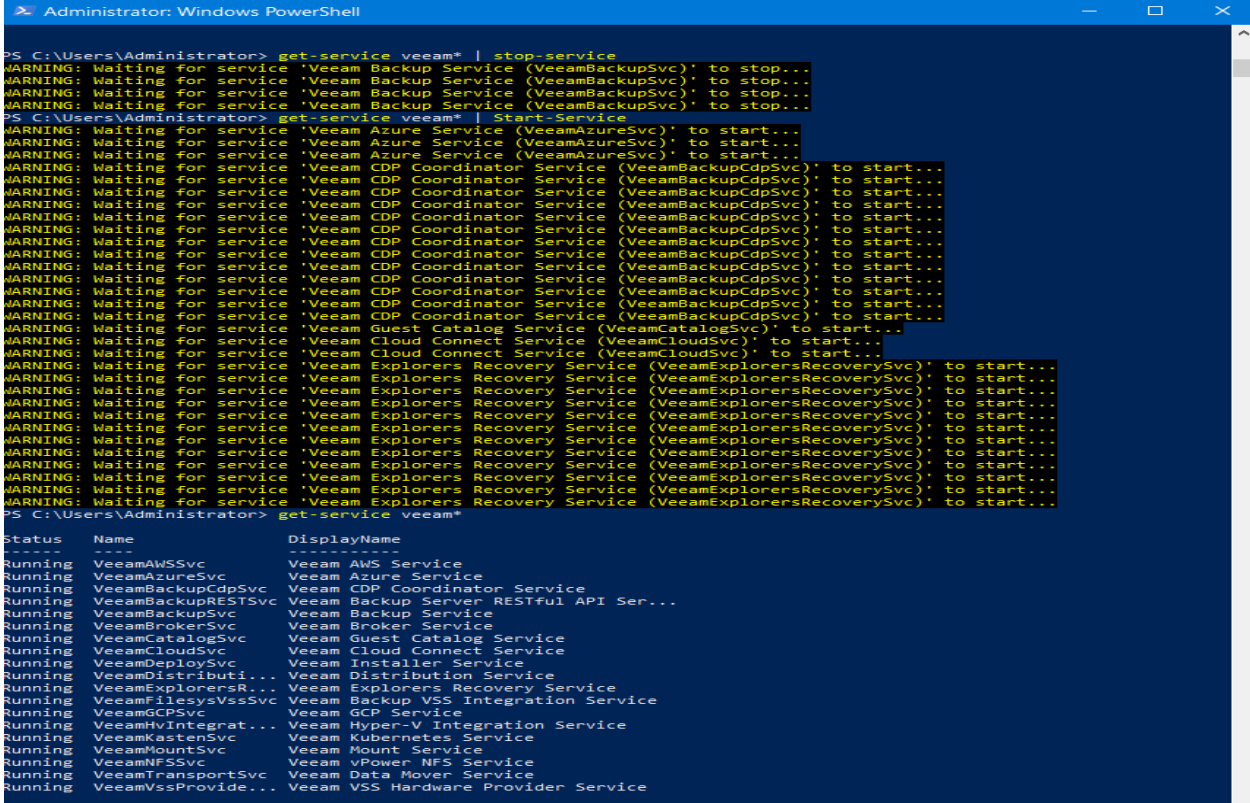 Administrator: Windows PowerShell
PS C:\Users\Administrator> get-service veeam* | stop-service
WARNING: Waiting for service 'Veeam Backup Service (VeeamBackupSvc)' to stop...
WARNING: Waiting for service 'Veeam Backup Service (VeeamBackupSvc)' to stop...
WARNING: Waiting for service 'Veeam Backup Service (VeeamBackupSvc)' to stop...
WARNING: Waiting for service 'Veeam Backup Service (VeeamBackupSvc)' to stop...
PS C:\Users\Administrator> get-service veeam* | Start-Service
WARNING: Waiting for service 'Veeam Azure Service (VeeamAzureSvc)' to start...
WARNING: Waiting for service 'Veeam Azure Service (VeeamAzureSvc)' to start...
WARNING: Waiting for service 'Veeam Azure Service (VeeamAzureSvc)' to start...
WARNING: Waiting for service 'Veeam CDP Coordinator Service (VeeamBackupCdpSvc)' to start...
WARNING: Waiting for service 'Veeam CDP Coordinator Service (VeeamBackupCdpSvc)' to start...
WARNING: Waiting for service 'Veeam CDP Coordinator Service (VeeamBackupCdpSvc)' to start...
WARNING: Waiting for service 'Veeam CDP Coordinator Service (VeeamBackupCdpSvc)' to start...
WARNING: Waiting for service 'Veeam CDP Coordinator Service (VeeamBackupCdpSvc)' to start...
WARNING: Waiting for service 'Veeam CDP Coordinator Service (VeeamBackupCdpSvc)' to start...
WARNING: Waiting for service 'Veeam CDP Coordinator Service (VeeamBackupCdpSvc)' to start...
WARNING: Waiting for service 'Veeam CDP Coordinator Service (VeeamBackupCdpSvc)' to start...
WARNING: Waiting for service 'Veeam CDP Coordinator Service (VeeamBackupCdpSvc)' to start...
WARNING: Waiting for service 'Veeam CDP Coordinator Service (VeeamBackupCdpSvc)' to start...
WARNING: Waiting for service 'Veeam CDP Coordinator Service (VeeamBackupCdpSvc)' to start...
WARNING: Waiting for service 'Veeam CDP Coordinator Service (VeeamBackupCdpSvc)' to start...
WARNING: Waiting for service 'Veeam CDP Coordinator Service (VeeamBackupCdpSvc)' to start...
WARNING: Waiting for service 'Veeam Guest Catalog Service (VeeamCatalogSvc)' to start...
WARNING: Waiting for service 'Veeam Cloud Connect Service (VeeamCloudSvc)' to start...
WARNING: Waiting for service 'Veeam Cloud Connect Service (VeeamCloudSvc)' to start...
WARNING: Waiting for service 'Veeam Explorers Recovery Service (VeeamExplorersRecoverySvc)' to start...
WARNING: Waiting for service 'Veeam Explorers Recovery Service (VeeamExplorersRecoverySvc)' to start...
WARNING: Waiting for service 'Veeam Explorers Recovery Service (VeeamExplorersRecoverySvc)' to start...
WARNING: Waiting for service 'Veeam Explorers Recovery Service (VeeamExplorersRecoverySvc)' to start...
WARNING: Waiting for service 'Veeam Explorers Recovery Service (VeeamExplorersRecoverySvc)' to start...
WARNING: Waiting for service 'Veeam Explorers Recovery Service (VeeamExplorersRecoverySvc)' to start...
WARNING: Waiting for service 'Veeam Explorers Recovery Service (VeeamExplorersRecoverySvc)' to start...
WARNING: Waiting for service 'Veeam Explorers Recovery Service (VeeamExplorersRecoverySvc)' to start...
WARNING: Waiting for service 'Veeam Explorers Recovery Service (VeeamExplorersRecoverySvc)' to start...
WARNING: Waiting for service 'Veeam Explorers Recovery Service (VeeamExplorersRecoverySvc)' to start...
WARNING: Waiting for service 'Veeam Explorers Recovery Service (VeeamExplorersRecoverySvc)' to start...
WARNING: Waiting for service 'Veeam Explorers Recovery Service (VeeamExplorersRecoverySvc)' to start...
PS C:\Users\Administrator> get-service veeam*
Status Name DisplayName
------ ---- -----------
Running VeeamAWSSvc Veeam AWS Service
Running VeeamAzureSvc Veeam Azure Service
Running VeeamBackupCdpSvc Veeam CDP Coordinator Service
Running VeeamBackupRESTSvc Veeam Backup Server RESTful API Ser...
Running VeeamBackupSvc Veeam Backup Service
Running VeeamBrokerSvc Veeam Broker Service
Running VeeamCatalogSvc Veeam Guest Catalog Service
Running VeeamCloudSvc Veeam Cloud Connect Service
Running VeeamDeploySvc Veeam Installer Service
Running VeeamDistributi... Veeam Distribution Service
Running VeeamExplorersR... Veeam Explorers Recovery Service
Running VeeamFilesysVssSvc Veeam Backup VSS Integration Service
Running VeeamGCPSvc Veeam GCP Service
Running VeeamHvIntegrat... Veeam Hyper-V Integration Service
Running VeeamKastenSvc Veeam Kubernetes Service
Running VeeamMountSvc Veeam Mount Service
Running VeeamNFSSvc Veeam vPower NFS Service
Running VeeamTransportSvc Veeam Data Mover Service
Running VeeamVssProvide... Veeam VSS Hardware Provider Service